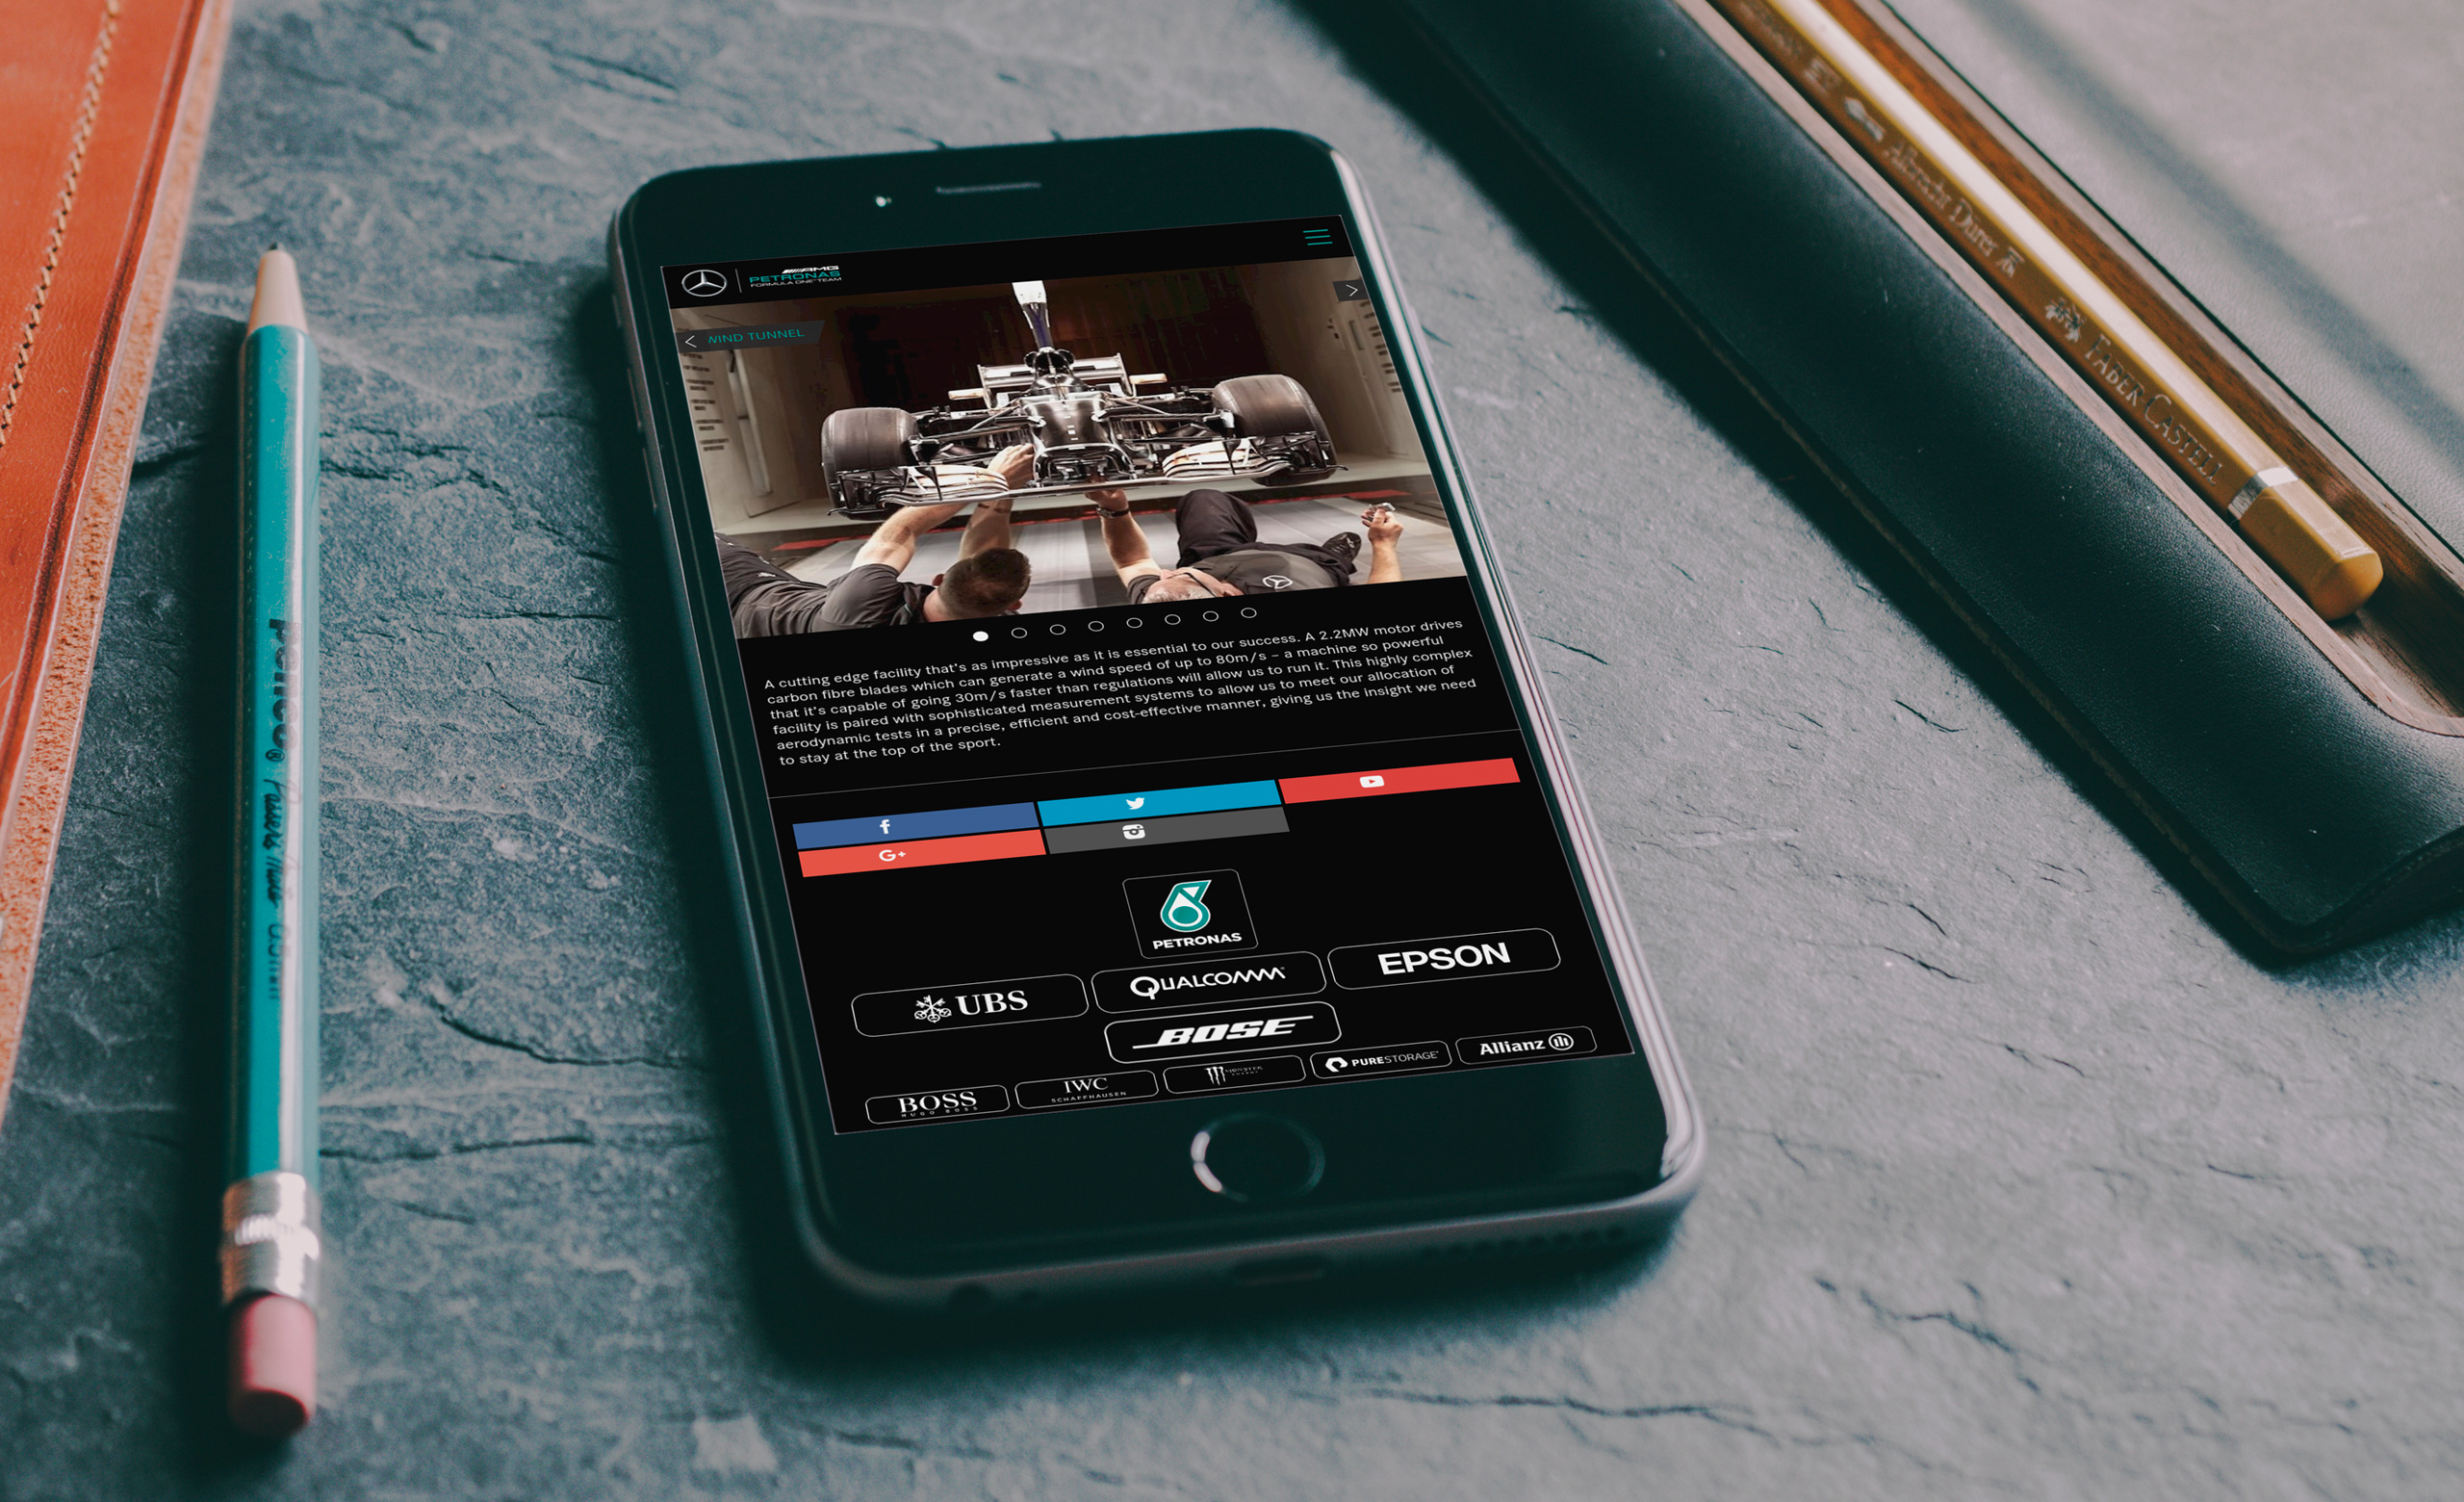 AMG
PETRONAS
FORMULA ONE TEAM
WIND TUNNEL
A cutting edge facility that's as impressive as it is essential to our success. A 2.2MW motor drives
carbon fibre blades which can generate a wind speed of up to 80m/s – a machine so powerful
that it's capable of going 30m/s faster than regulations will allow us to run it. This highly complex
facility is paired with sophisticated measurement systems to allow us to meet our allocation of
aerodynamic tests in a precise, efficient and cost-effective manner, giving us the insight we need
to stay at the top of the sport.
f
G+
PETRONAS
UBS
QUALCOMM
EPSON
BOSE
BOSS
HUGO BOSS
IWC
SCHAFFHAUSEN
MONSTER
ENERGY
PURESTORAGE
Allianz
penco®
Passers Mate
Albrecht Dürer
FABER CASTELL